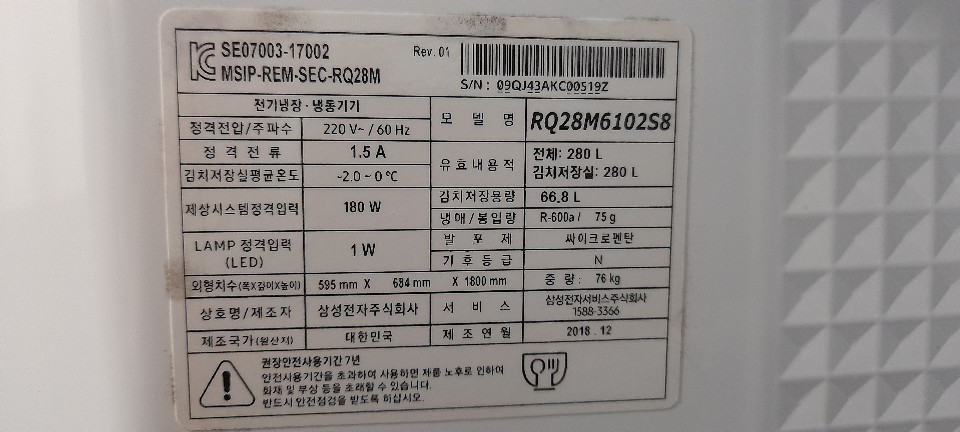 SE07003-17002
MSIP-REM-SEC-RQ28M
Rev. 01
S/N : 09QJ43AKC00519Z
전기냉장·냉동기기
정격전압/주파수 220 V~ / 60 Hz
정격전류 1.5 A
김치저장실평균온도 -2.0 ~ 0 ℃
제상시스템정격입력 180 W
LAMP 정격입력
(LED)
1 W
모델명 RQ28M6102S8
유효내용적
전체: 280 L
김치저장실: 280 L
김치저장용량 66.8 L
냉매/봉입량 R-600a / 75 g
발포제 싸이크로펜탄
기후등급 N
외형치수(폭X깊이X높이) 595 mm X 684 mm X 1800 mm
중량: 76 kg
상호명/제조자 삼성전자주식회사
서비스
삼성전자서비스주식회사
1588-3366
제조국가(원산지) 대한민국
제조연월 2018.12
권장안전사용기간 7년
안전사용기간을 초과하여 사용하면 제품 노후로 인하여
화재 및 부상 등을 초래할 수 있습니다.
반드시 안전점검을 받도록 하십시오.